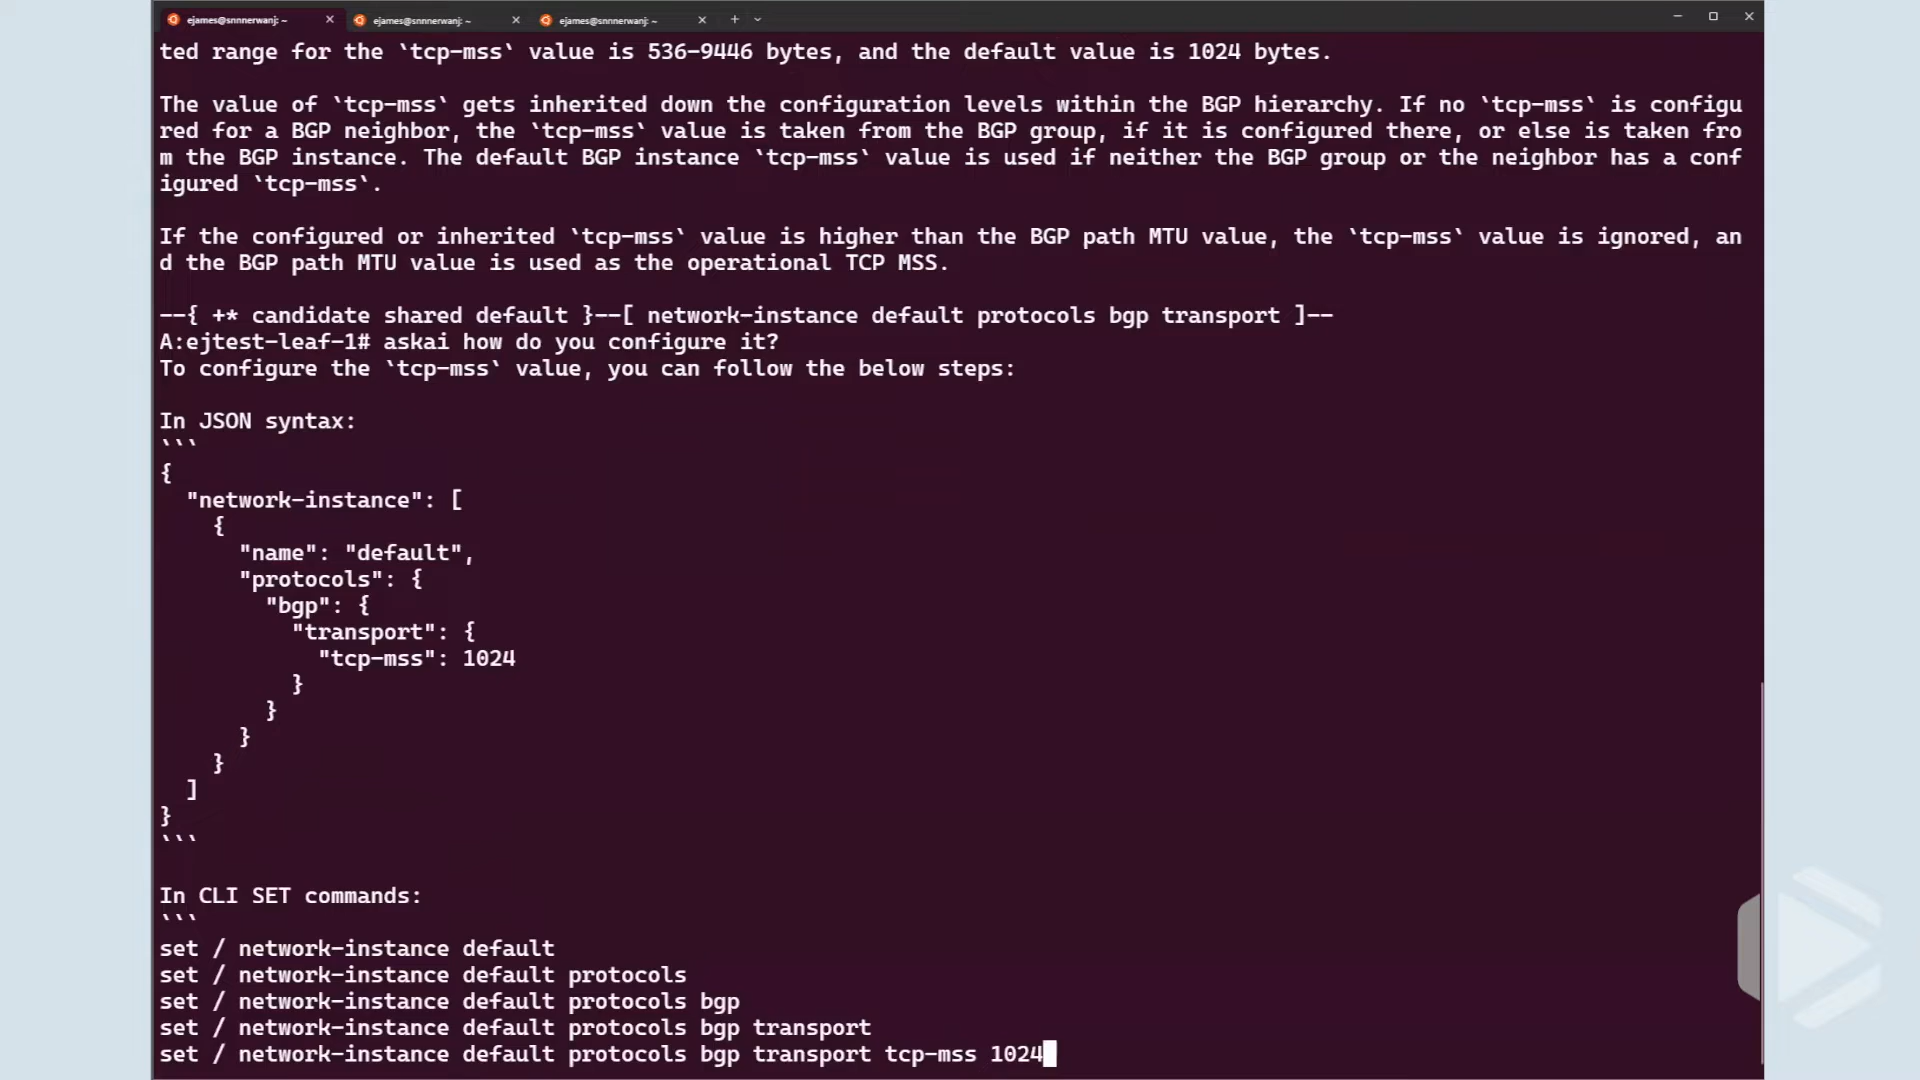 ejames@snnnerwanj: ~ ejames@snnnerwanj: ~ ejames@snnnerwanj: ~
ted range for the `tcp-mss` value is 536-9446 bytes, and the default value is 1024 bytes.
The value of `tcp-mss` gets inherited down the configuration levels within the BGP hierarchy. If no `tcp-mss` is configu
red for a BGP neighbor, the `tcp-mss` value is taken from the BGP group, if it is configured there, or else is taken fro
m the BGP instance. The default BGP instance `tcp-mss` value is used if neither the BGP group or the neighbor has a conf
igured `tcp-mss`.
If the configured or inherited `tcp-mss` value is higher than the BGP path MTU value, the `tcp-mss` value is ignored, an
d the BGP path MTU value is used as the operational TCP MSS.
--{ +* candidate shared default }--[ network-instance default protocols bgp transport ]--
A:ejtest-leaf-1# askai how do you configure it?
To configure the `tcp-mss` value, you can follow the below steps:
In JSON syntax:
```
{
  "network-instance": [
    {
      "name": "default",
      "protocols": {
        "bgp": {
          "transport": {
            "tcp-mss": 1024
          }
        }
      }
    }
  ]
}
```
In CLI SET commands:
```
set / network-instance default
set / network-instance default protocols
set / network-instance default protocols bgp
set / network-instance default protocols bgp transport
set / network-instance default protocols bgp transport tcp-mss 1024